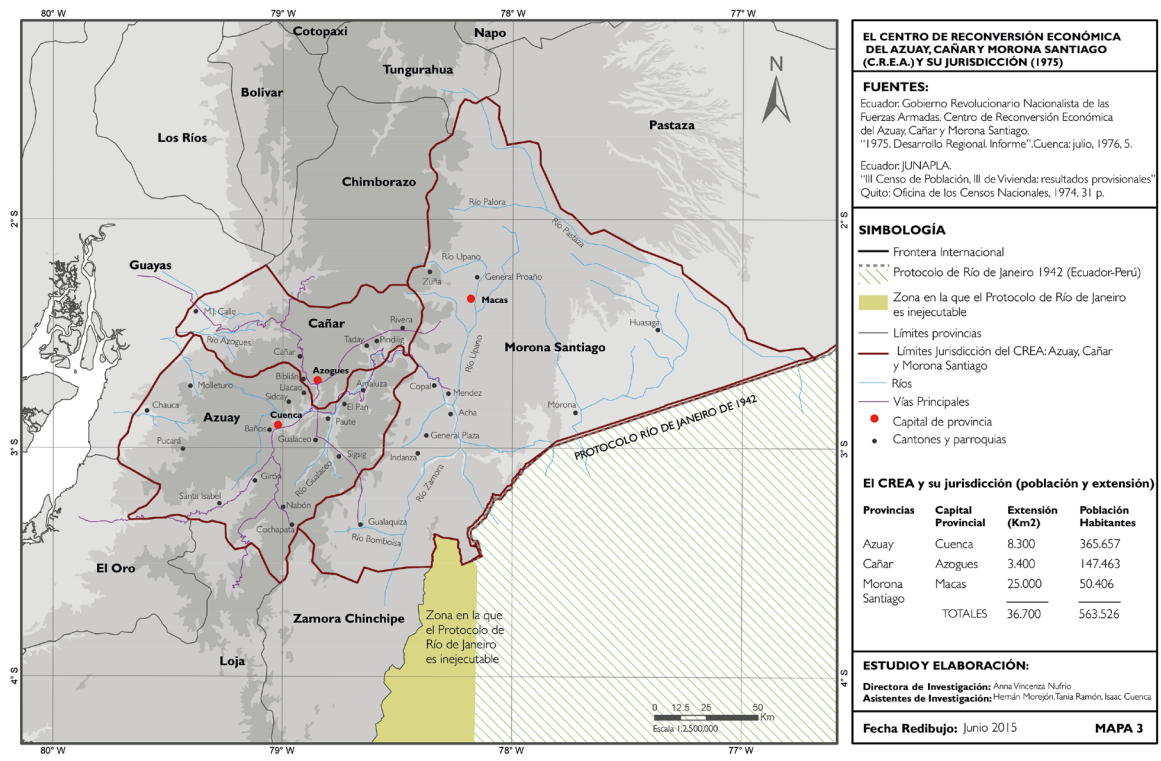 80° W
79° W
78° W
77° W
Cotopaxi
Napo
Tungurahua
Bolivar
Los Ríos
Pastaza
N
Chimborazo
2° S
2° S
Río Palora
Río Pastaza
Guayas
Río Upano
Zuña
General Proaño
Macas
M.J. Calle
Cañar
Rivera
Huasaga
Río Azogues
Taday
Pindilig
Río Upano
Morona Santiago
Cañar
Azogues
Biblián
Molleturo
Llacao
Amaluza
Copal
Mendez
Sidcay
El Pan
Chauca
Azuay
Cuenca
Acha
Morona
Paute
Baños
PROTOCOLO RÍO DE JANEIRO DE 1942
Pucará
Gualaceo
General Plaza
3° S
3° S
Sigsig
Indanza
Girón
Río Gualaceo
Río Zamora
Santa Isabel
Nabón
Cochapata
Gualaquiza
Río Bomboisa
El Oro
Zamora Chinchipe
Zona en la que
el Protocolo de
Río de Janeiro
es inejecutable
Loja
4° S
4° S
0 12.5 25 50
Km
Escala 1:2,500,000
80° W
79° W
78° W
77° W
EL CENTRO DE RECONVERSIÓN ECONÓMICA
DEL AZUAY, CAÑAR Y MORONA SANTIAGO
(C.R.E.A.) Y SU JURISDICCIÓN (1975)
FUENTES:
Ecuador. Gobierno Revolucionario Nacionalista de las
Fuerzas Armadas. Centro de Reconversión Económica
del Azuay, Cañar y Morona Santiago.
“1975. Desarrollo Regional. Informe”.Cuenca: julio, 1976, 5.
Ecuador. JUNAPLA.
“III Censo de Población, III de Vivienda: resultados provisionales”
Quito: Oficina de los Censos Nacionales, 1974, 31 p.
SIMBOLOGÍA
Frontera Internacional
Protocolo de Río de Janeiro 1942 (Ecuador-Perú)
Zona en la que el Protocolo de Río de Janeiro
es inejecutable
Límites provincias
Límites Jurisdicción del CREA: Azuay, Cañar
y Morona Santiago
Ríos
Vías Principales
Capital de provincia
Cantones y parroquias
El CREA y su jurisdicción (población y extensión)
Provincias Capital Extensión Población
Provincial (Km2) Habitantes
Azuay Cuenca 8.300 365.657
Cañar Azogues 3.400 147.463
Morona Macas 25.000 50.406
Santiago
TOTALES 36.700 563.526
ESTUDIO Y ELABORACIÓN:
Directora de Investigación: Anna Vincenza Nufrio
Asistentes de Investigación: Hernán Morejón, Tania Ramón, Isaac Cuenca
Fecha Redibujo: Junio 2015 MAPA 3